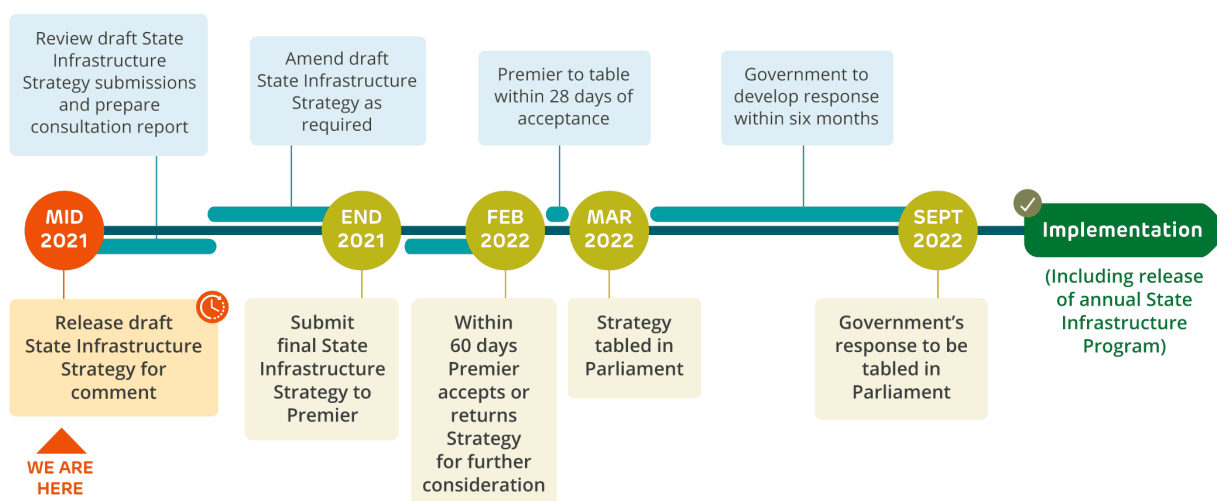 Review draft State
Infrastructure
Strategy submissions
and prepare
consultation report
Amend draft
State Infrastructure
Strategy as
required
Premier to table
within 28 days of
acceptance
Government to
develop response
within six months
MID
2021
END
2021
FEB
2022
MAR
2022
SEPT
2022
Implementation
(Including release
of annual State
Infrastructure
Program)
Release draft
State Infrastructure
Strategy for
comment
Submit
final State
Infrastructure
Strategy to
Premier
Within
60 days
Premier
accepts or
returns
Strategy
for further
consideration
Strategy
tabled in
Parliament
Government’s
response to be
tabled in
Parliament
WE ARE
HERE